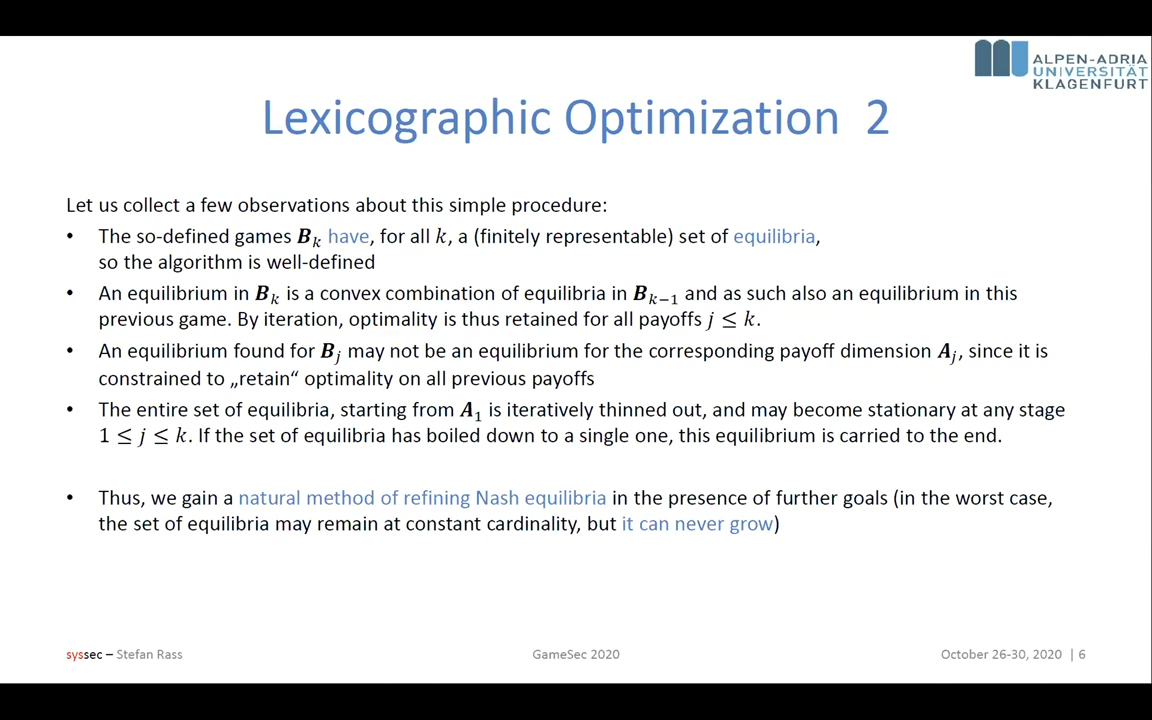 ALPEN-ADRIA
UNIVERSITÄT
KLAGENFURT
Lexicographic Optimization 2
Let us collect a few observations about this simple procedure:
• The so-defined games Bₖ have, for all k, a (finitely representable) set of equilibria,
so the algorithm is well-defined
• An equilibrium in Bₖ is a convex combination of equilibria in Bₖ₋₁ and as such also an equilibrium in this
previous game. By iteration, optimality is thus retained for all payoffs j ≤ k.
• An equilibrium found for Bⱼ may not be an equilibrium for the corresponding payoff dimension Aⱼ, since it is
constrained to „retain“ optimality on all previous payoffs
• The entire set of equilibria, starting from A₁ is iteratively thinned out, and may become stationary at any stage
1 ≤ j ≤ k. If the set of equilibria has boiled down to a single one, this equilibrium is carried to the end.
• Thus, we gain a natural method of refining Nash equilibria in the presence of further goals (in the worst case,
the set of equilibria may remain at constant cardinality, but it can never grow)
syssec – Stefan Rass
GameSec 2020
October 26-30, 2020 | 6